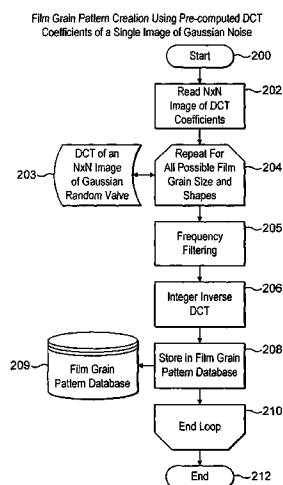 Film Grain Pattern Creation Using Pre-computed DCT
Coefficients of a Single Image of Gaussian Noise
Start
200
Read NxN
Image of DCT
Coefficients
202
DCT of an
NxN Image
of Gaussian
Random Valve
203
Repeat For
All Possible Film
Grain Size and
Shapes
204
Frequency
Filtering
205
Integer Inverse
DCT
206
Store in Film Grain
Pattern Database
208
Film Grain
Pattern Database
209
End Loop
210
End
212